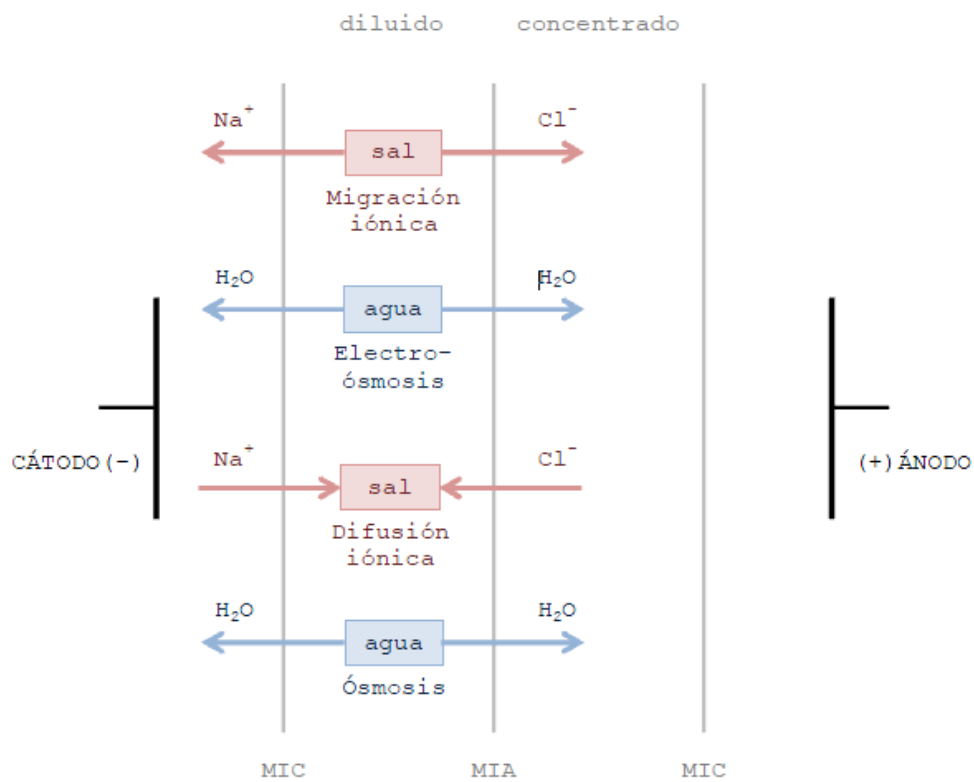 diluido concentrado
Na⁺ Cl⁻
sal
Migración
iónica
H₂O H₂O
agua
Electro-
ósmosis
CÁTODO(-) Na⁺ Cl⁻ (+)ÁNODO
sal
Difusión
iónica
H₂O H₂O
agua
Ósmosis
MIC MIA MIC